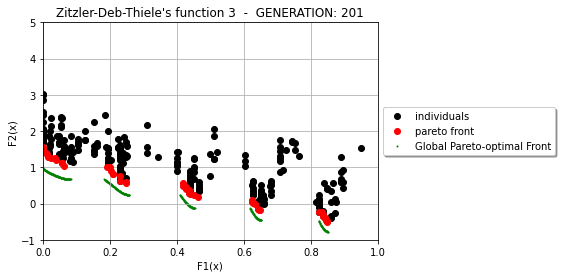 Zitzler-Deb-Thiele's function 3 - GENERATION: 201
5
4
3
2
1
0
−1
F2(x)
0.0 0.2 0.4 0.6 0.8 1.0
F1(x)
individuals
pareto front
Global Pareto-optimal Front